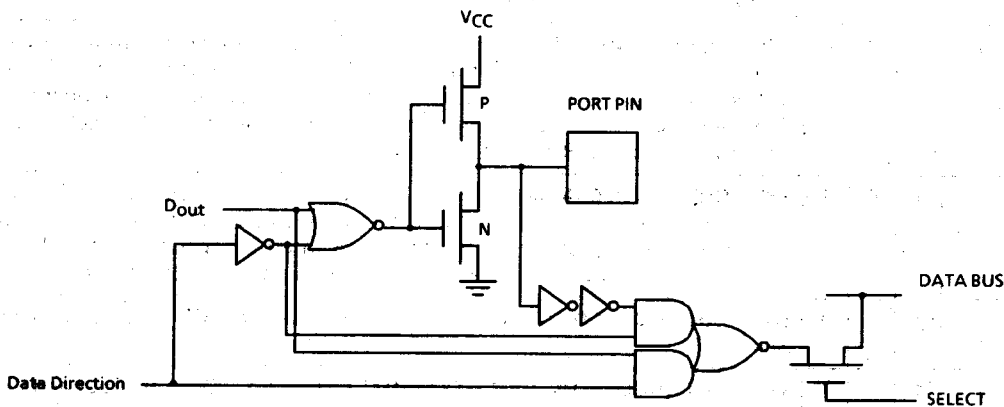 VCC
P
PORT PIN
Dout
N
DATA BUS
Data Direction
SELECT